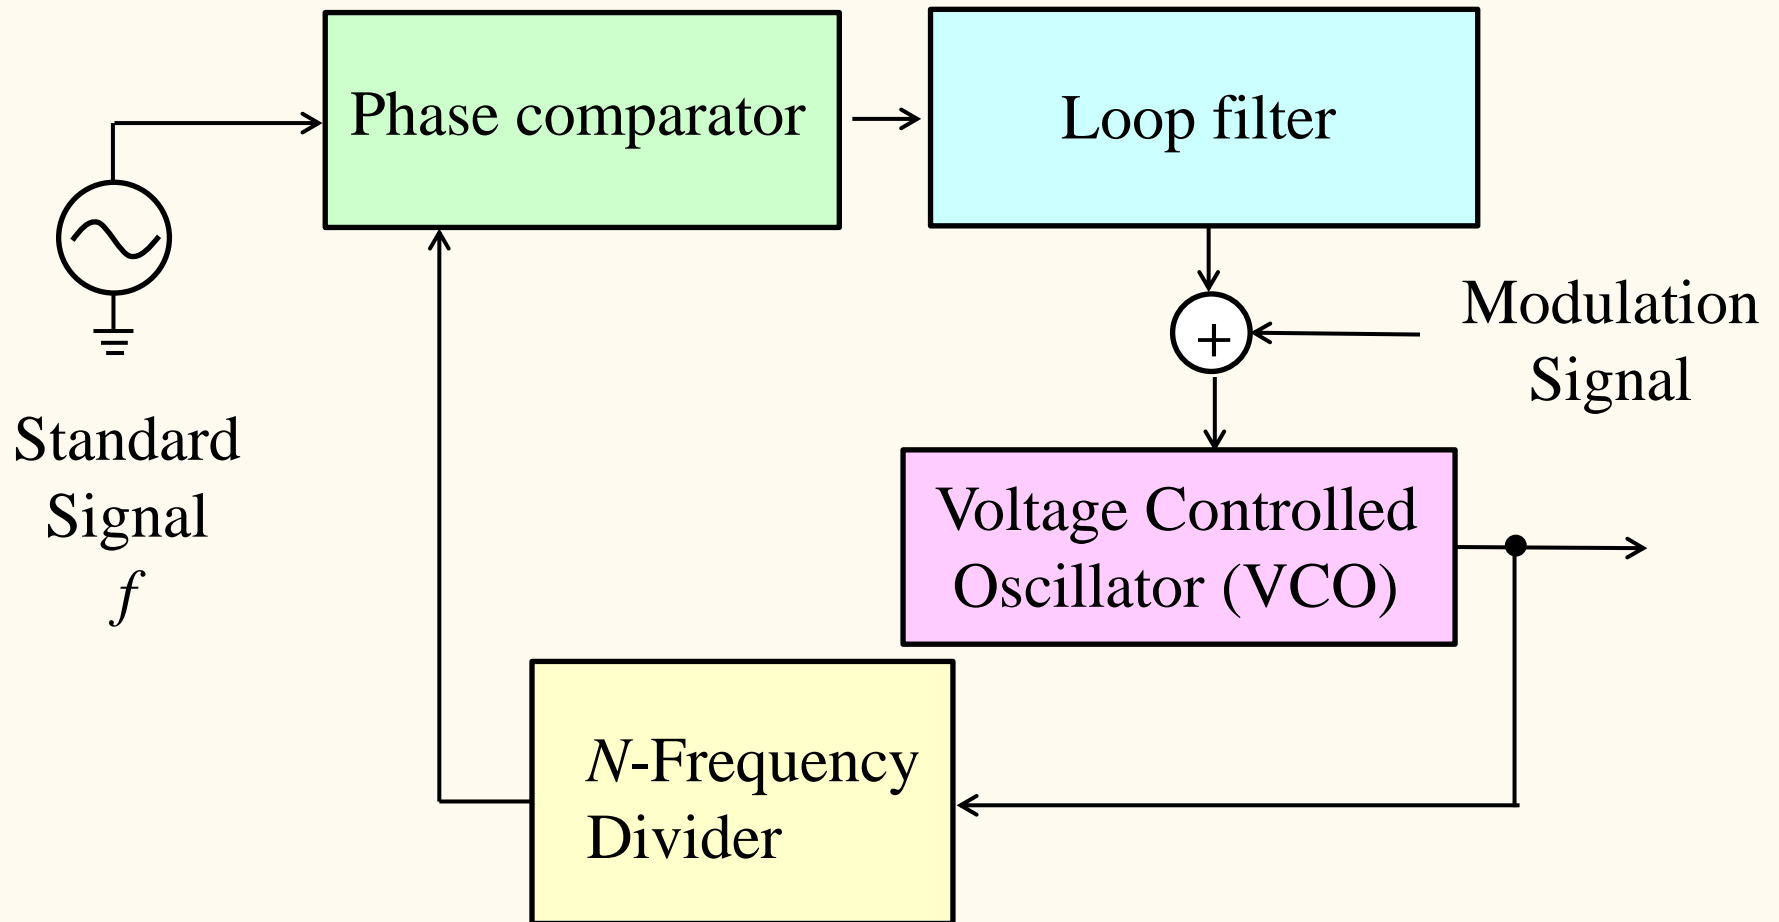 Phase comparator
Loop filter
+
Modulation
Signal
Standard
Signal
f
Voltage Controlled
Oscillator (VCO)
N-Frequency
Divider